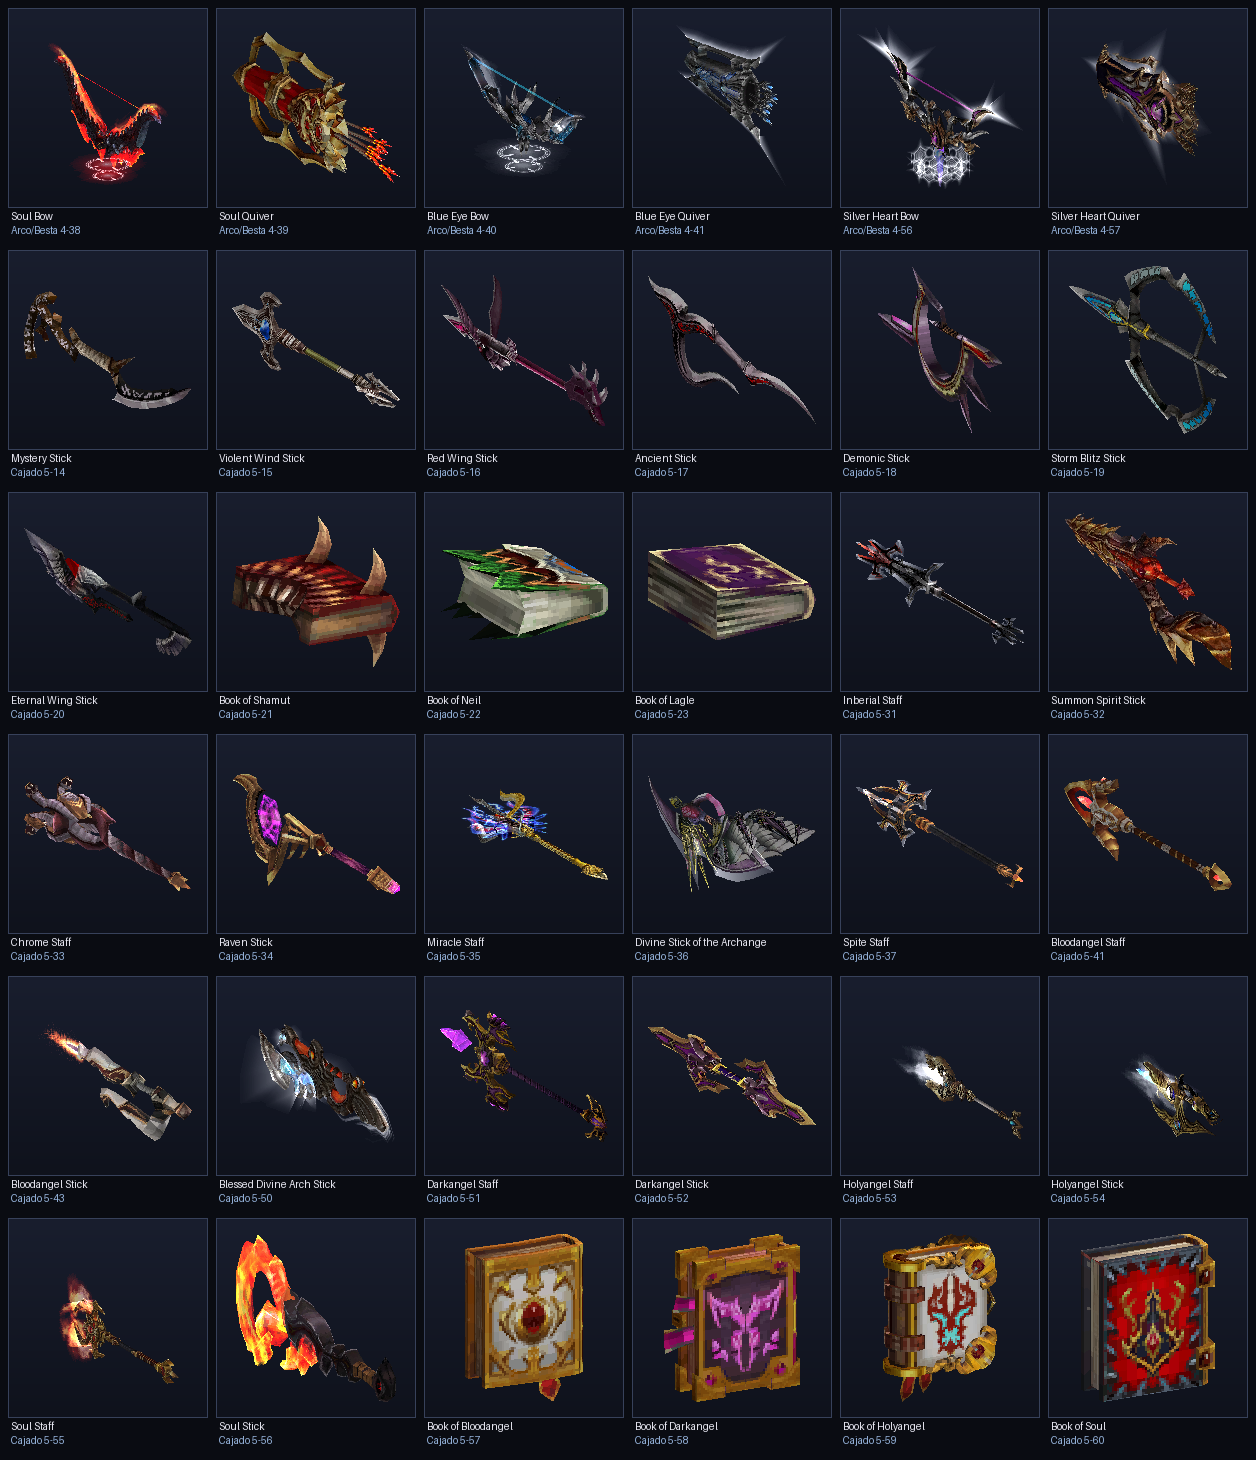 Soul Bow
Arco/Besta 4-38
Soul Quiver
Arco/Besta 4-39
Blue Eye Bow
Arco/Besta 4-40
Blue Eye Quiver
Arco/Besta 4-41
Silver Heart Bow
Arco/Besta 4-56
Silver Heart Quiver
Arco/Besta 4-57
Mystery Stick
Cajado 5-14
Violent Wind Stick
Cajado 5-15
Red Wing Stick
Cajado 5-16
Ancient Stick
Cajado 5-17
Demonic Stick
Cajado 5-18
Storm Blitz Stick
Cajado 5-19
Eternal Wing Stick
Cajado 5-20
Book of Shamut
Cajado 5-21
Book of Neil
Cajado 5-22
Book of Lagle
Cajado 5-23
Inberial Staff
Cajado 5-31
Summon Spirit Stick
Cajado 5-32
Chrome Staff
Cajado 5-33
Raven Stick
Cajado 5-34
Miracle Staff
Cajado 5-35
Divine Stick of the Archange
Cajado 5-36
Spite Staff
Cajado 5-37
Bloodangel Staff
Cajado 5-41
Bloodangel Stick
Cajado 5-43
Blessed Divine Arch Stick
Cajado 5-50
Darkangel Staff
Cajado 5-51
Darkangel Stick
Cajado 5-52
Holyangel Staff
Cajado 5-53
Holyangel Stick
Cajado 5-54
Soul Staff
Cajado 5-55
Soul Stick
Cajado 5-56
Book of Bloodangel
Cajado 5-57
Book of Darkangel
Cajado 5-58
Book of Holyangel
Cajado 5-59
Book of Soul
Cajado 5-60